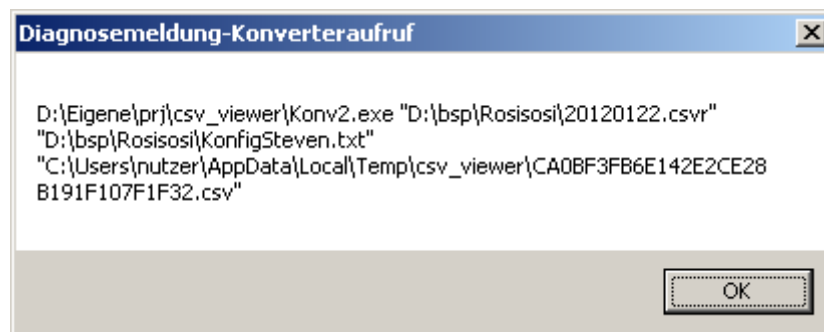 Diagnosemeldung-Konverteraufruf
D:\Eigene\prj\csv_viewer\Konv2.exe "D:\bsp\Rosisosi\20120122.csvr"
"D:\bsp\Rosisosi\KonfigSteven.txt"
"C:\Users\nutzer\AppData\Local\Temp\csv_viewer\CA0BF3FB6E142E2CE28
B191F107F1F32.csv"
OK